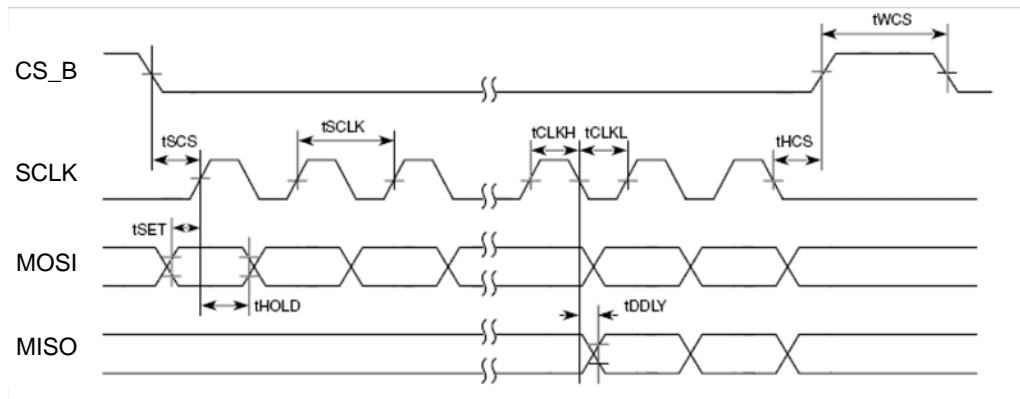 tWCS
CS_B
tSCS
tSCLK
tCLKH
tCLKL
tHCS
SCLK
tSET
MOSI
tHOLD
tDDLY
MISO